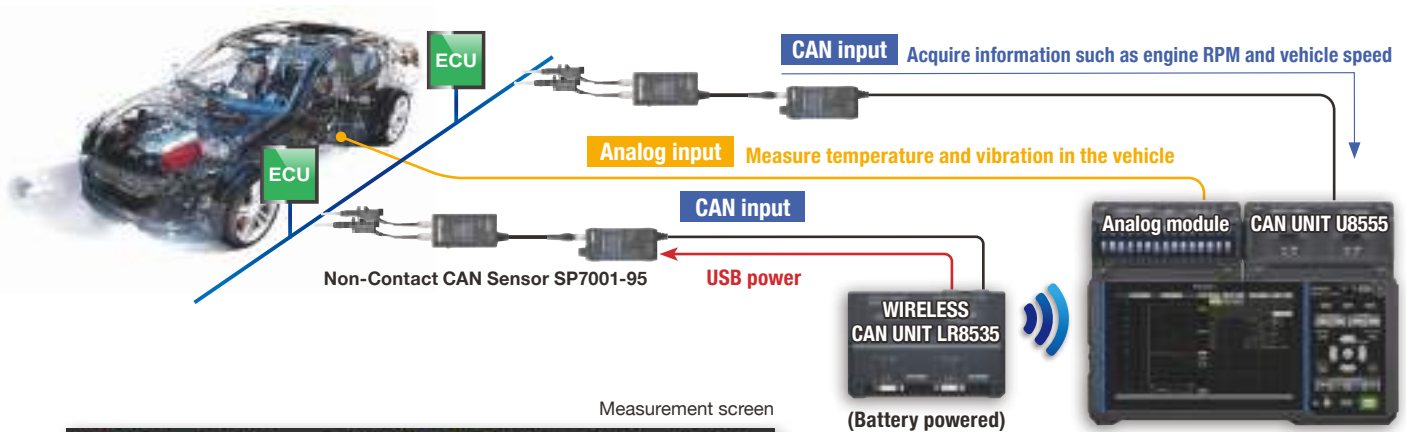 ECU
CAN input
Acquire information such as engine RPM and vehicle speed
Analog input
Measure temperature and vibration in the vehicle
ECU
CAN input
Analog module
CAN UNIT U8555
Non-Contact CAN Sensor SP7001-95
USB power
WIRELESS
CAN UNIT LR8535
(Battery powered)
Measurement screen